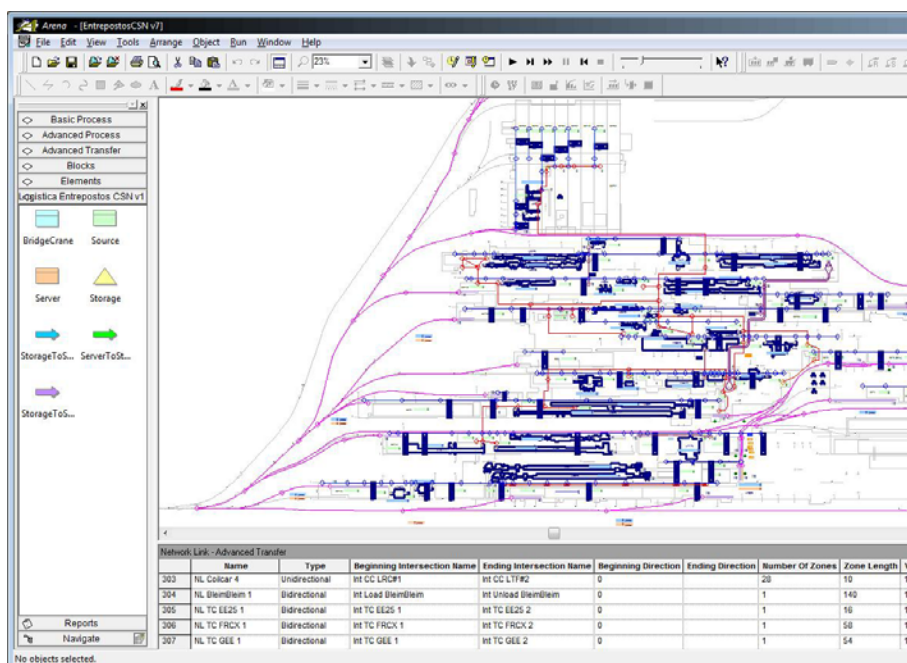 Arena - [EntrepostosCSN v7]
File Edit View Tools Arrange Object Run Window Help
23%
Basic Process
Advanced Process
Advanced Transfer
Blocks
Elements
Logistica Entrepostos CSN v1
BridgeCrane Source
Server Storage
StorageToS... ServerToSt...
StorageToS...
Reports
Navigate
Network Link - Advanced Transfer
Name Type Beginning Intersection Name Ending Intersection Name Beginning Direction Ending Direction Number Of Zones Zone Length V
303 NL Coilcar 4 Unidirectional Int CC LRC#1 Int CC LTF#2 0 28 10 1
304 NL BleimBleim 1 Bidirectional Int Load BleimBleim Int Unload BleimBleim 0 1 140 1
305 NL TC EE25 1 Bidirectional Int TC EE25 1 Int TC EE25 2 0 1 16 1
306 NL TC FRCX 1 Bidirectional Int TC FRCX 1 Int TC FRCX 2 0 1 58 1
307 NL TC GEE 1 Bidirectional Int TC GEE 1 Int TC GEE 2 0 1 54 1
No objects selected.